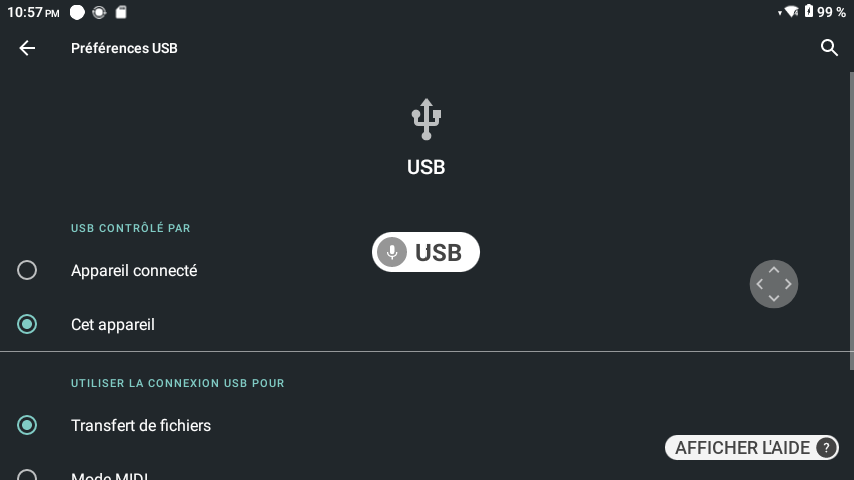 10:57 PM 99 %
Préférences USB
USB
USB CONTRÔLÉ PAR
USB
Appareil connecté
Cet appareil
UTILISER LA CONNEXION USB POUR
Transfert de fichiers
AFFICHER L'AIDE ?
Mode MIDI